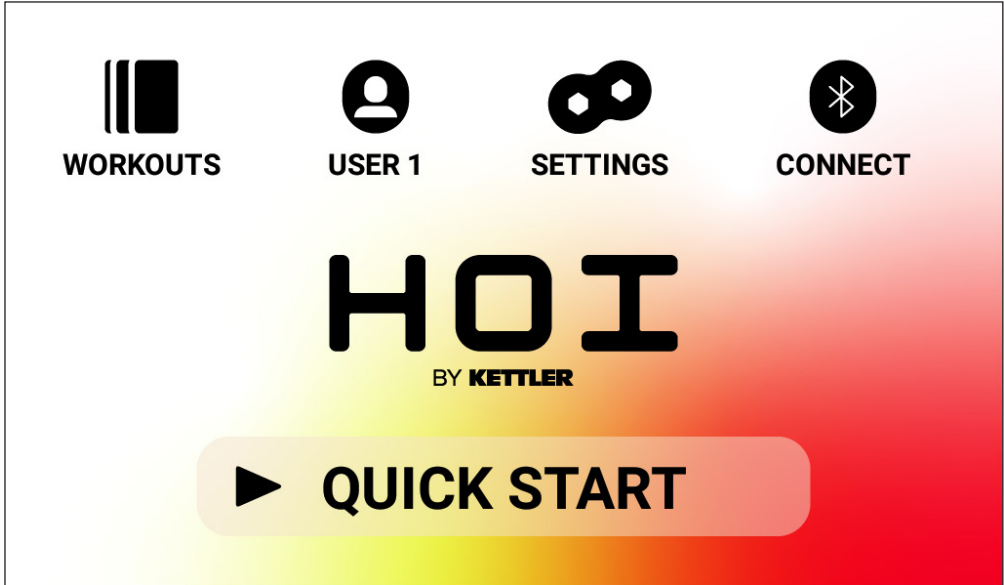 WORKOUTS USER 1 SETTINGS CONNECT
HOI
BY KETTLER
QUICK START